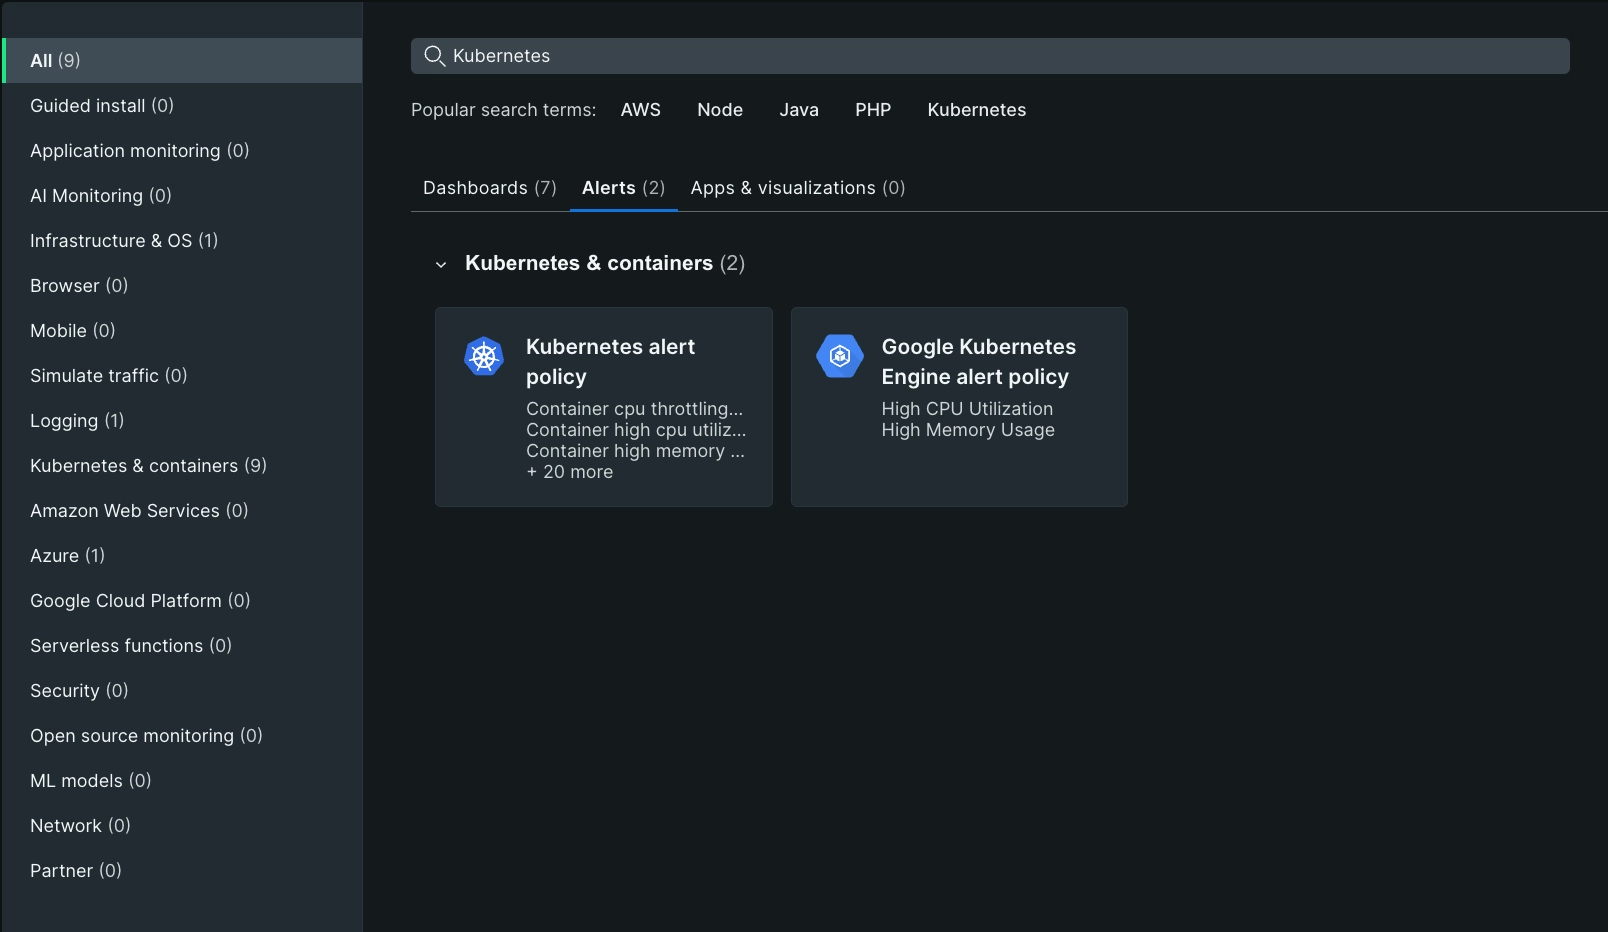 All (9)
Guided install (0)
Application monitoring (0)
AI Monitoring (0)
Infrastructure & OS (1)
Browser (0)
Mobile (0)
Simulate traffic (0)
Logging (1)
Kubernetes & containers (9)
Amazon Web Services (0)
Azure (1)
Google Cloud Platform (0)
Serverless functions (0)
Security (0)
Open source monitoring (0)
ML models (0)
Network (0)
Partner (0)
Kubernetes
Popular search terms: AWS Node Java PHP Kubernetes
Dashboards (7) Alerts (2) Apps & visualizations (0)
Kubernetes & containers (2)
Kubernetes alert
policy
Container cpu throttling...
Container high cpu utiliz...
Container high memory ...
+ 20 more
Google Kubernetes
Engine alert policy
High CPU Utilization
High Memory Usage